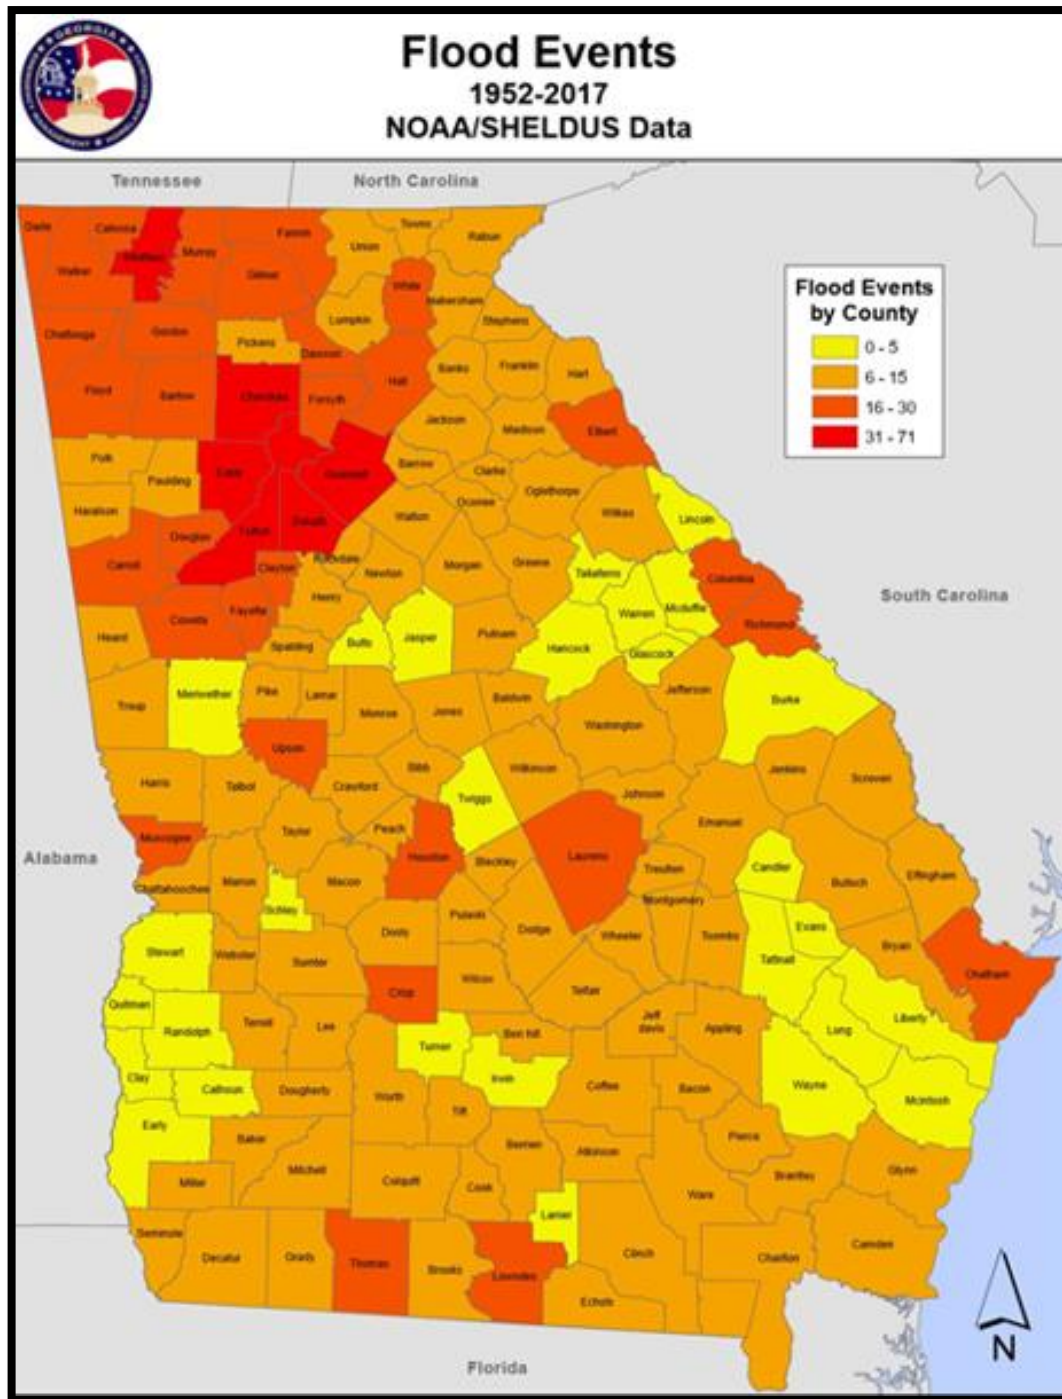 GEORGIA
Flood Events
1952-2017
NOAA/SHELDUS Data
Tennessee
North Carolina
Dade
Catoosa
Murray
Fannin
Union
Towns
Rabun
Walker
Gilmer
White
Habersham
Lumpkin
Stephens
Chattooga
Gordon
Pickens
Dawson
Banks
Franklin
Hart
Floyd
Bartow
Cherokee
Forsyth
Hall
Jackson
Madison
Elbert
Flood Events
by County
0 - 5
6 - 15
16 - 30
31 - 71
Polk
Paulding
Cobb
Gwinnett
Barrow
Clarke
Oconee
Oglethorpe
Wilkes
Lincoln
Haralson
Douglas
Fulton
Dekalb
Walton
Carroll
Clayton
Rockdale
Newton
Morgan
Greene
Taliaferro
Columbia
South Carolina
Coweta
Fayette
Henry
Warren
Mcduffie
Richmond
Heard
Spalding
Butts
Jasper
Putnam
Hancock
Glascock
Troup
Meriwether
Pike
Lamar
Monroe
Jones
Baldwin
Washington
Jefferson
Burke
Upson
Harris
Talbot
Crawford
Bibb
Twiggs
Wilkinson
Johnson
Jenkins
Screven
Muscogee
Taylor
Peach
Houston
Bleckley
Laurens
Treutlen
Emanuel
Candler
Bulloch
Effingham
Alabama
Chattahoochee
Marion
Schley
Macon
Pulaski
Dodge
Montgomery
Wheeler
Toombs
Evans
Tattnall
Bryan
Chatham
Stewart
Webster
Sumter
Dooly
Crisp
Wilcox
Telfair
Quitman
Randolph
Terrell
Lee
Turner
Ben hill
Jeff
davis
Appling
Long
Liberty
Clay
Calhoun
Dougherty
Worth
Tift
Irwin
Coffee
Bacon
Wayne
McIntosh
Early
Baker
Mitchell
Colquitt
Cook
Berrien
Atkinson
Pierce
Brantley
Glynn
Miller
Lanier
Ware
Seminole
Decatur
Grady
Thomas
Brooks
Lowndes
Clinch
Echols
Charlton
Camden
Florida
N